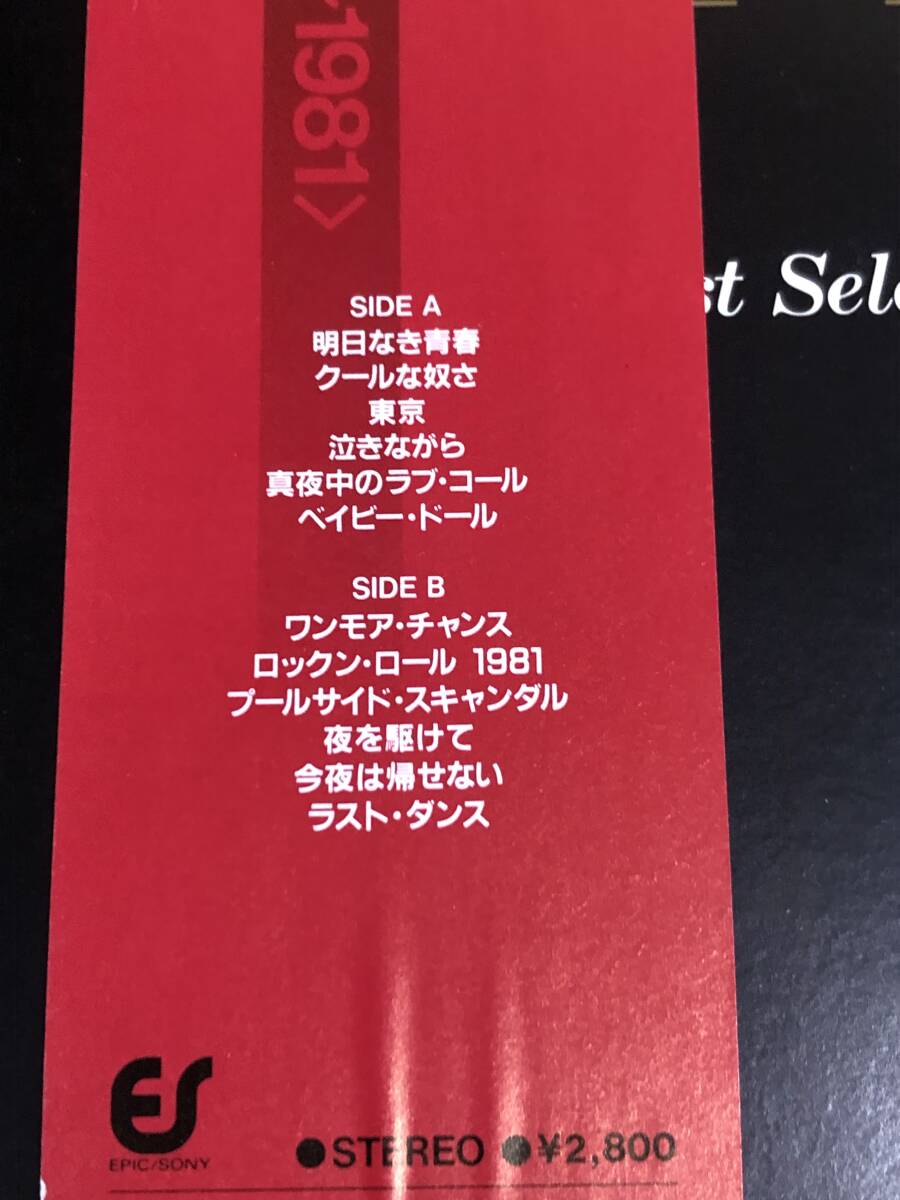 1981>
st Sele
SIDE A
明日なき青春
クールな奴さ
東京
泣きながら
真夜中のラブ・コール
ベイビー・ドール
SIDE B
ワンモア・チャンス
ロックン・ロール 1981
プールサイド・スキャンダル
夜を駆けて
今夜は帰せない
ラスト・ダンス
ES
EPIC/SONY
●STEREO ●¥2,800